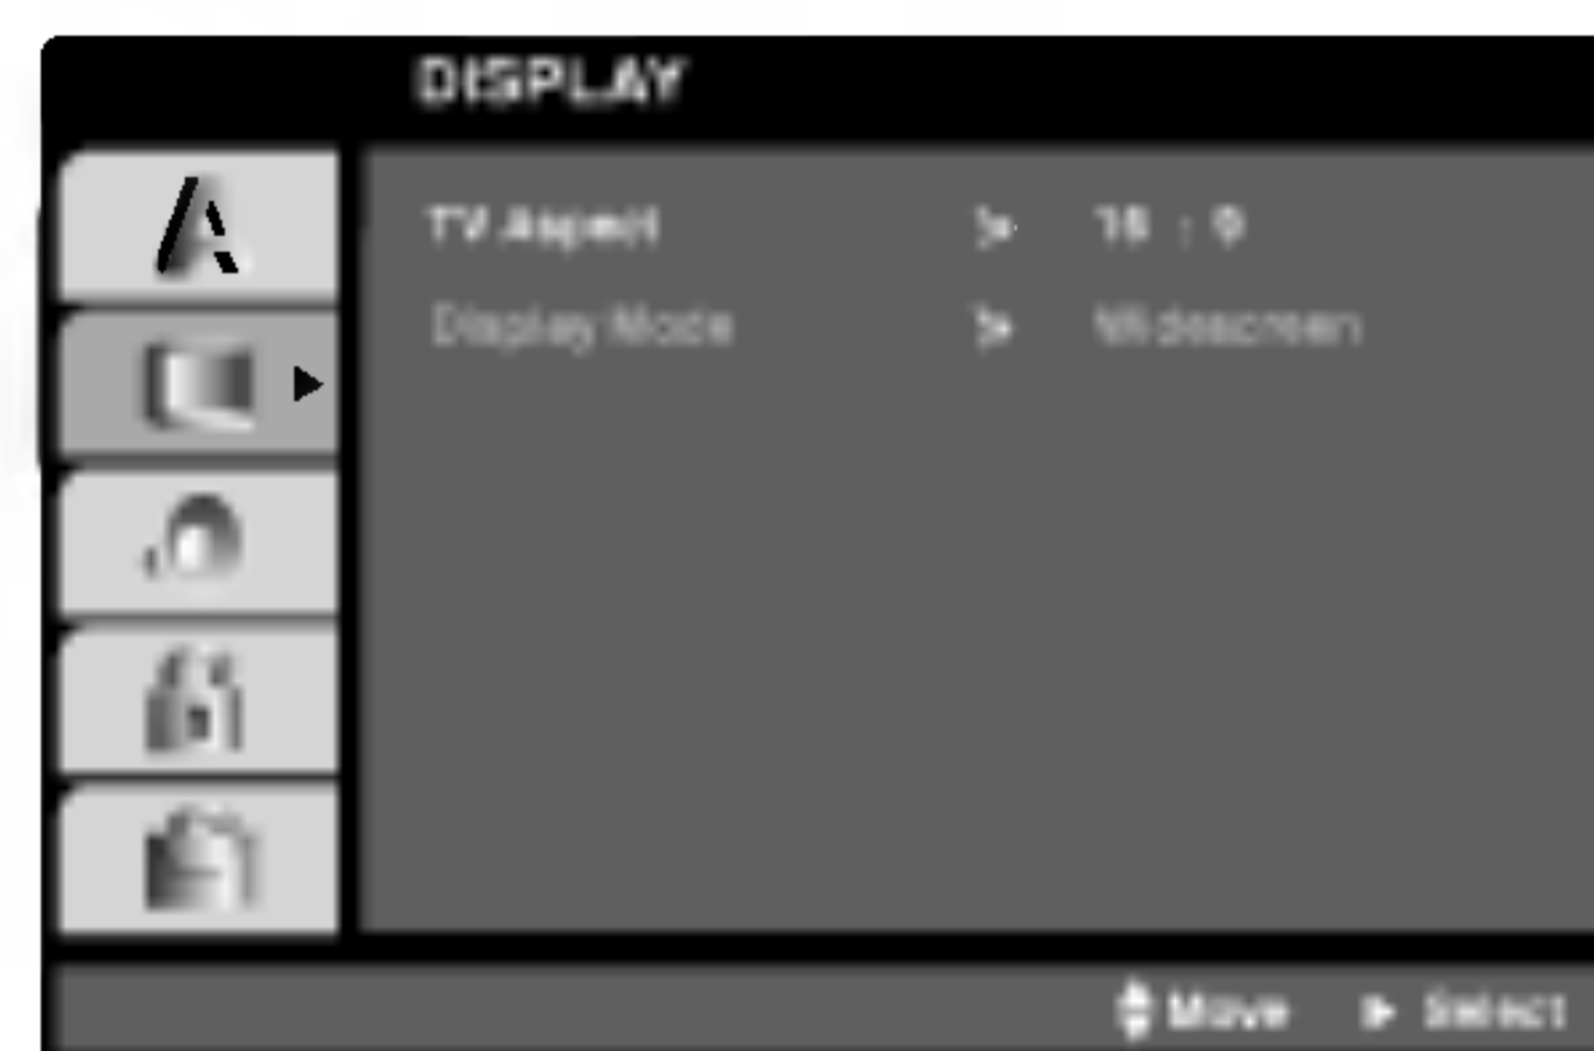 DISPLAY
TV Aspect > 16 : 9
Display Mode > Widescreen
Move Select